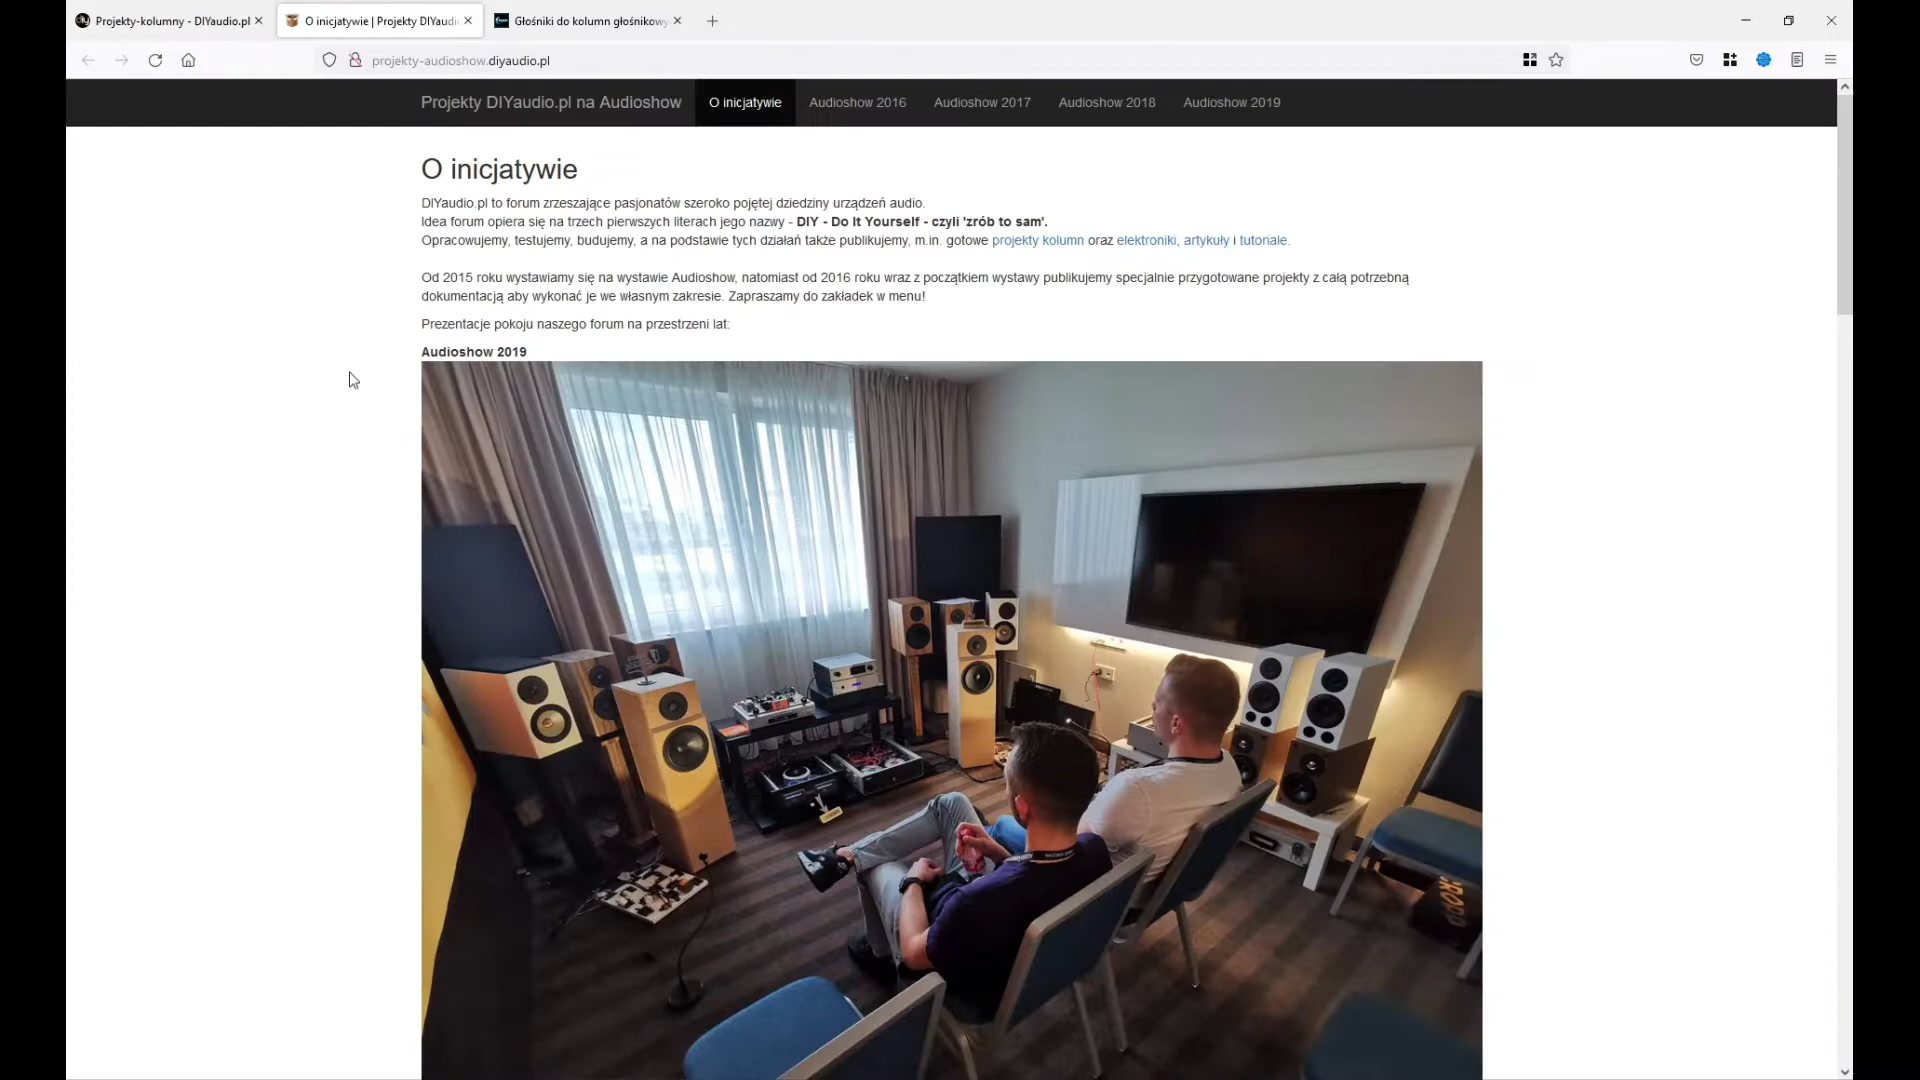 Projekty-kolumny - DIYaudio.pl
O inicjatywie | Projekty DIYaudi
Głośniki do kolumn głośnikowy
projekty-audioshow.diyaudio.pl
Projekty DIYaudio.pl na Audioshow
O inicjatywie
Audioshow 2016
Audioshow 2017
Audioshow 2018
Audioshow 2019
O inicjatywie
DIYaudio.pl to forum zrzeszające pasjonatów szeroko pojętej dziedziny urządzeń audio.
Idea forum opiera się na trzech pierwszych literach jego nazwy - DIY - Do It Yourself - czyli 'zrób to sam'.
Opracowujemy, testujemy, budujemy, a na podstawie tych działań także publikujemy, m.in. gotowe projekty kolumn oraz elektroniki, artykuły i tutoriale.
Od 2015 roku wystawiamy się na wystawie Audioshow, natomiast od 2016 roku wraz z początkiem wystawy publikujemy specjalnie przygotowane projekty z całą potrzebną
dokumentacją aby wykonać je we własnym zakresie. Zapraszamy do zakładek w menu!
Prezentacje pokoju naszego forum na przestrzeni lat:
Audioshow 2019